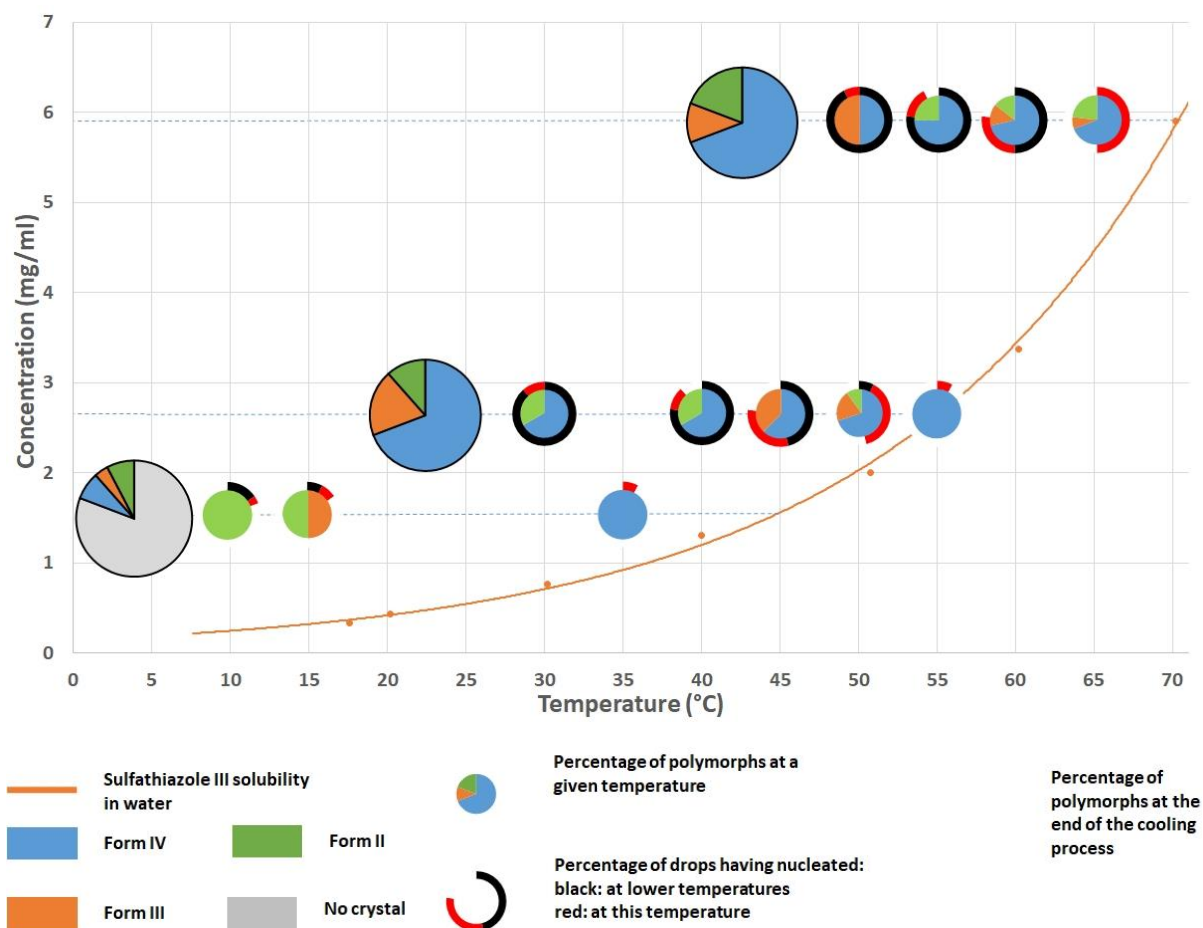 7
6
5
4
3
2
1
0
Concentration (mg/ml)
0 5 10 15 20 25 30 35 40 45 50 55 60 65 70
Temperature (°C)
Sulfathiazole III solubility
in water
Form IV
Form II
Form III
No crystal
Percentage of polymorphs at a
given temperature
Percentage of drops having nucleated:
black: at lower temperatures
red: at this temperature
Percentage of
polymorphs at the
end of the cooling
process